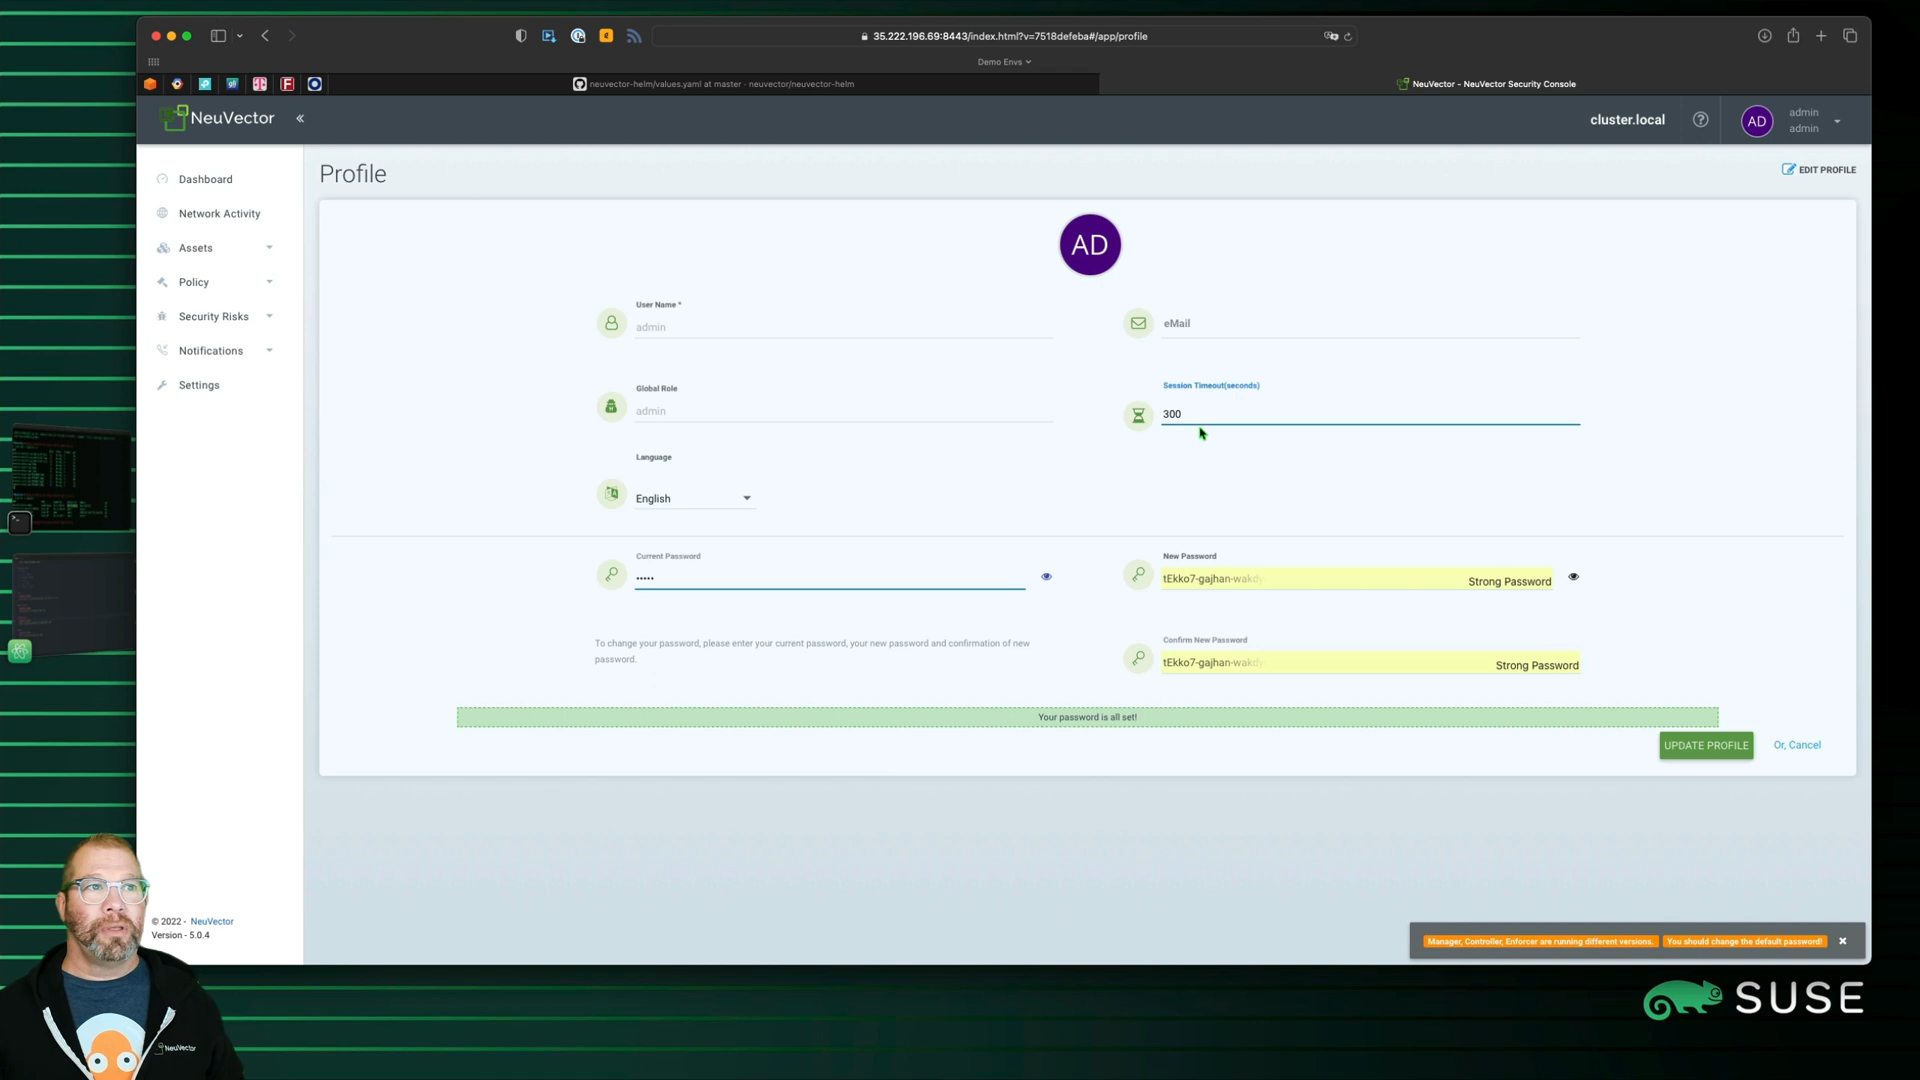 35.222.196.69:8443/index.html?v=7518defeba#/app/profile
Demo Envs
neuvector-helm/values.yaml at master - neuvector/neuvector-helm
NeuVector - NeuVector Security Console
NeuVector
cluster.local
AD
admin
admin
Dashboard
Network Activity
Assets
Policy
Security Risks
Notifications
Settings
Profile
EDIT PROFILE
AD
User Name *
admin
eMail
Global Role
admin
Session Timeout(seconds)
300
Language
English
Current Password
New Password
tEkko7-gajhan-wakdy
Strong Password
To change your password, please enter your current password, your new password and confirmation of new
password.
Confirm New Password
tEkko7-gajhan-wakdy
Strong Password
Your password is all set!
UPDATE PROFILE
Or, Cancel
© 2022 - NeuVector
Version - 5.0.4
Manager, Controller, Enforcer are running different versions.
You should change the default password!
NeuVector
SUSE